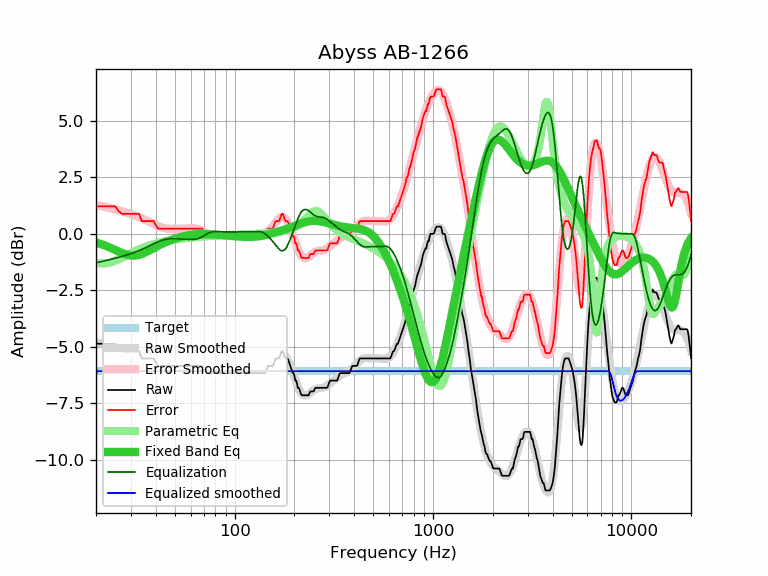 Abyss AB-1266
Amplitude (dBr)
5.0
2.5
0.0
−2.5
−5.0
−7.5
−10.0
Target
Raw Smoothed
Error Smoothed
Raw
Error
Parametric Eq
Fixed Band Eq
Equalization
Equalized smoothed
100
1000
10000
Frequency (Hz)